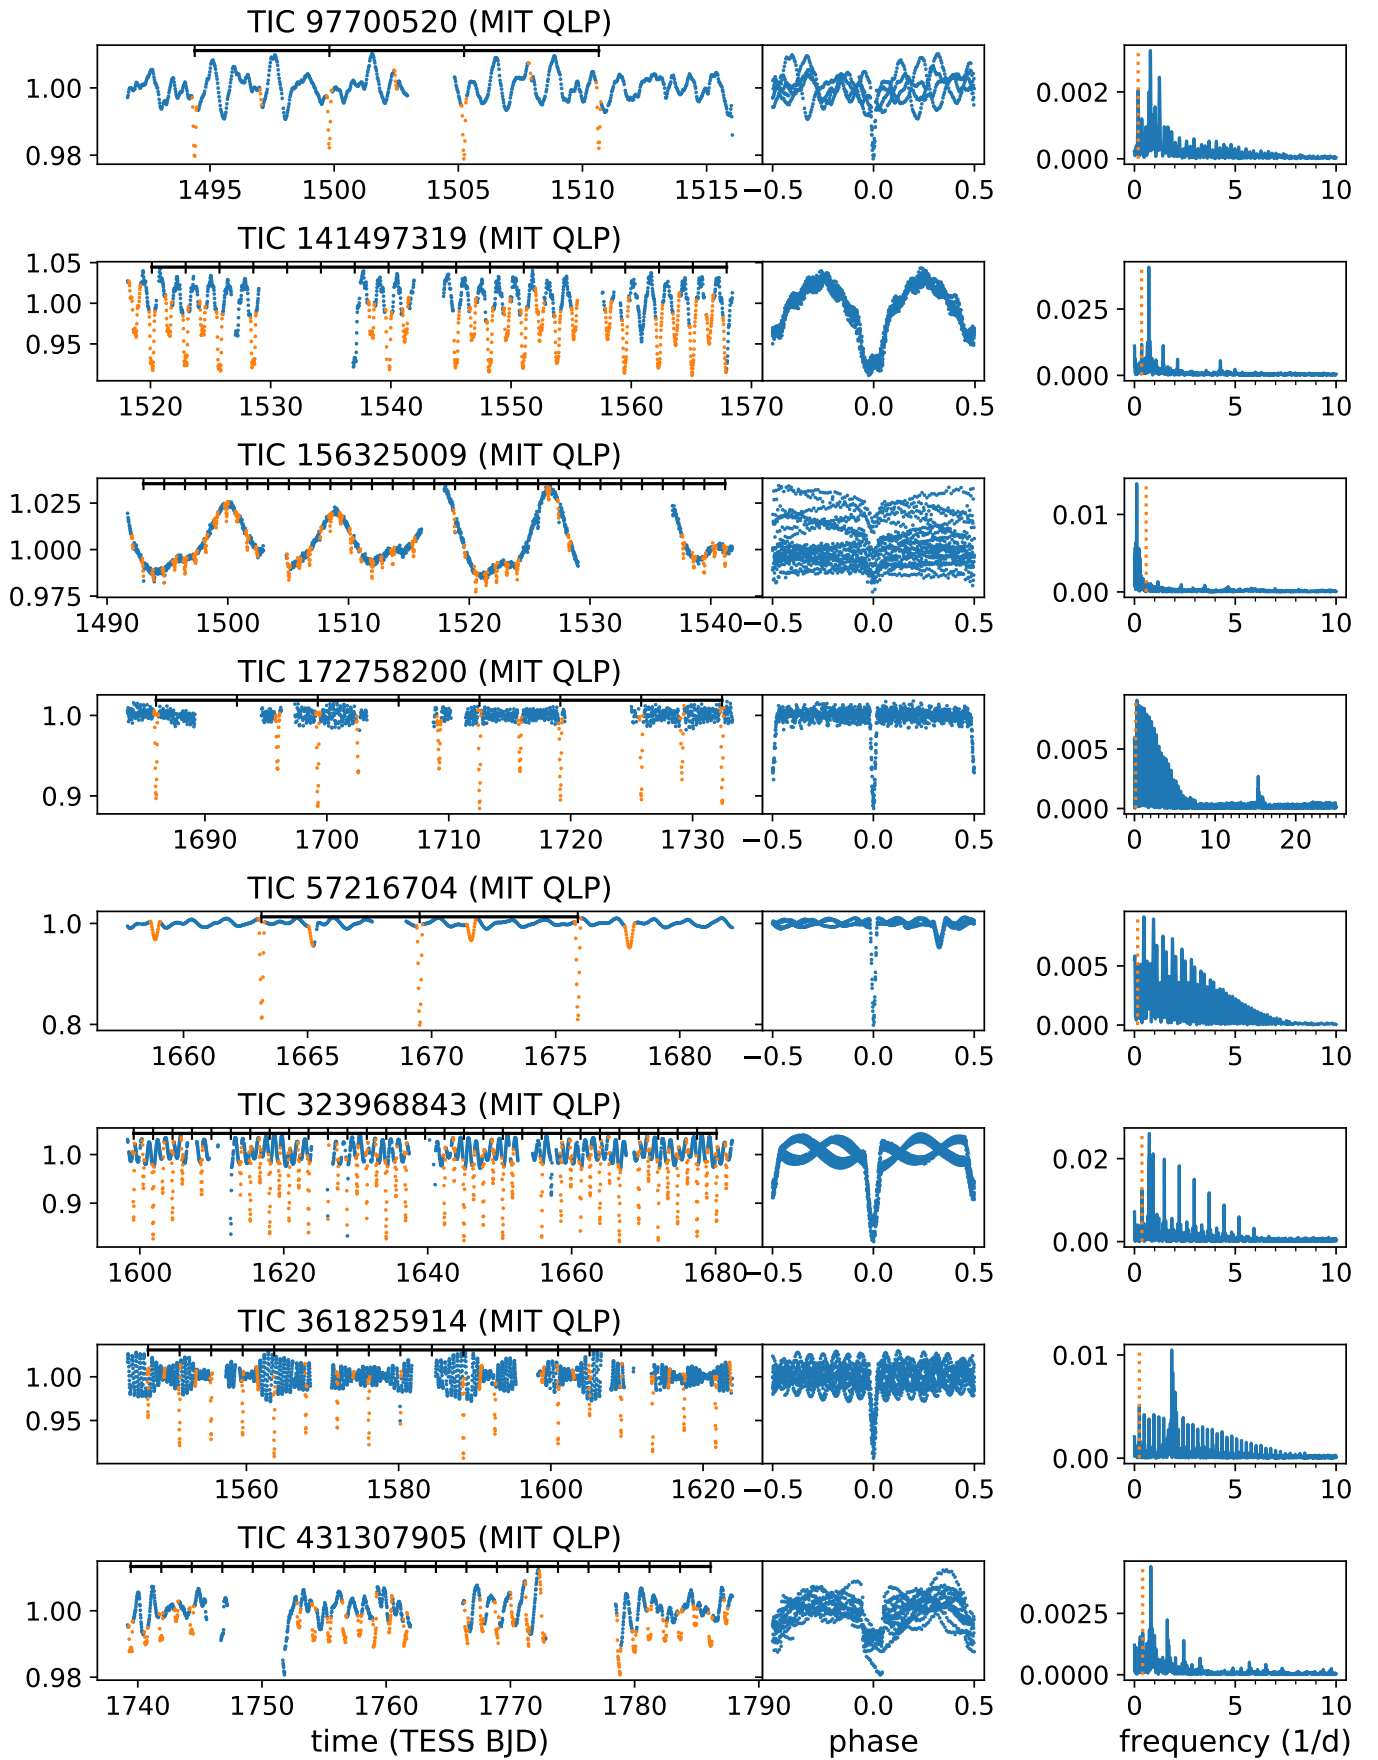 TIC 97700520 (MIT QLP)
1.00
0.98
1495 1500 1505 1510 1515 −0.5 0.0 0.5
0.002
0.000
0 5 10
TIC 141497319 (MIT QLP)
1.05
1.00
0.95
1520 1530 1540 1550 1560 1570 0.0 0.5
0.025
0.000
0 5 10
TIC 156325009 (MIT QLP)
1.025
1.000
0.975
1490 1500 1510 1520 1530 1540 −0.5 0.0 0.5
0.01
0.00
0 5 10
TIC 172758200 (MIT QLP)
1.0
0.9
1690 1700 1710 1720 1730 −0.5 0.0 0.5
0.005
0.000
0 10 20
TIC 57216704 (MIT QLP)
1.0
0.8
1660 1665 1670 1675 1680 −0.5 0.0 0.5
0.005
0.000
0 5 10
TIC 323968843 (MIT QLP)
1.0
0.9
1600 1620 1640 1660 1680 −0.5 0.0 0.5
0.02
0.00
0 5 10
TIC 361825914 (MIT QLP)
1.00
0.95
1560 1580 1600 1620 −0.5 0.0 0.5
0.01
0.00
0 5 10
TIC 431307905 (MIT QLP)
1.00
0.98
1740 1750 1760 1770 1780 1790 0.0 0.5
0.0025
0.0000
0 5 10
time (TESS BJD) phase frequency (1/d)